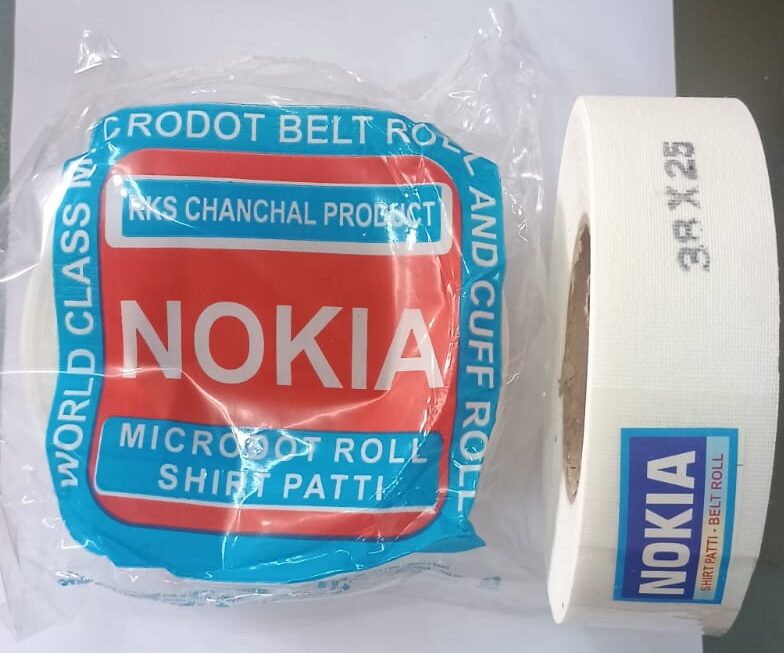 WORLD CLASS MICRODOT BELT ROLL AND CUFF ROLL
RKS CHANCHAL PRODUCT
NOKIA
MICRODOT ROLL
SHIRT PATTI
38 X 25
NOKIA
SHIRT PATTI - BELT ROLL